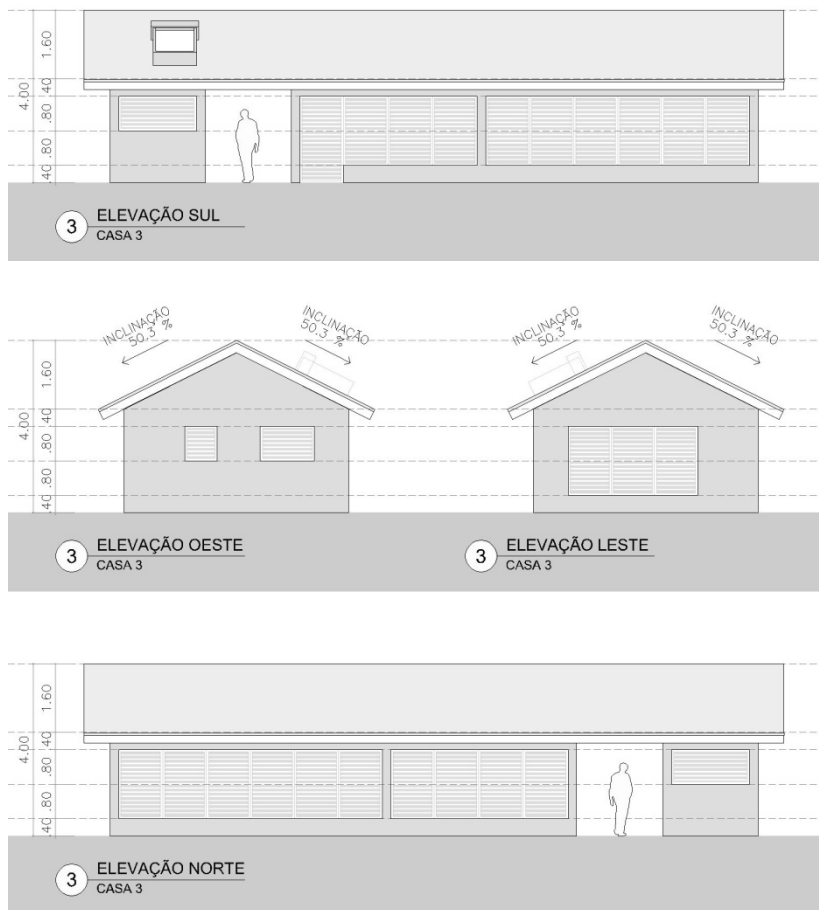 4.00
1.60
.40
.80
.80
.40
3 ELEVAÇÃO SUL
CASA 3
INCLINAÇÃO
50.3 %
INCLINAÇÃO
50.3 %
INCLINAÇÃO
50.3 %
INCLINAÇÃO
50.3 %
4.00
1.60
.40
.80
.40
3 ELEVAÇÃO OESTE
CASA 3
3 ELEVAÇÃO LESTE
CASA 3
4.00
1.60
.40
.80
.80
.40
3 ELEVAÇÃO NORTE
CASA 3